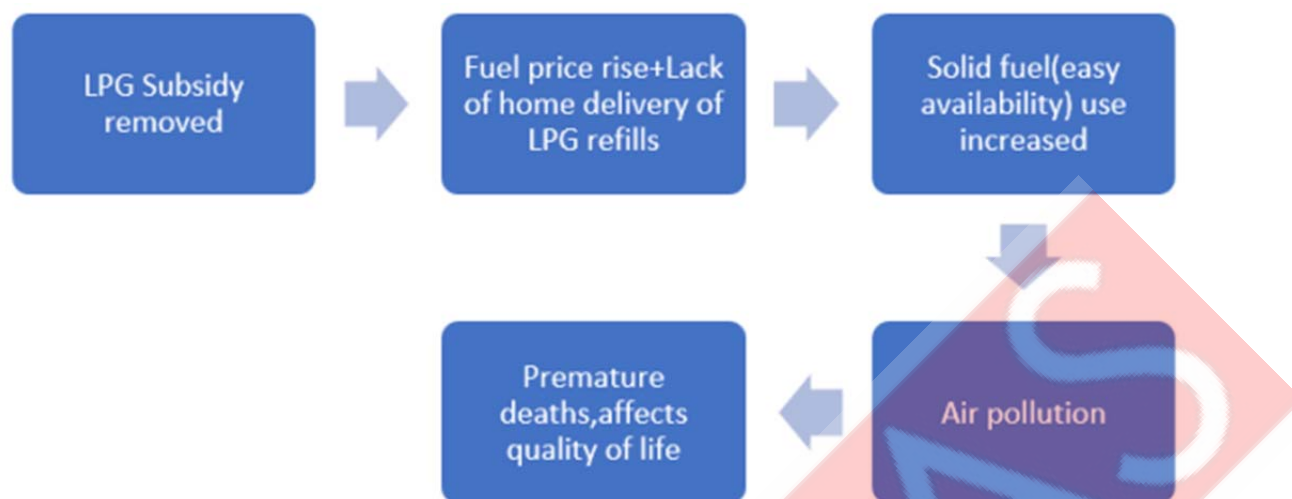 LPG Subsidy
removed
Fuel price rise+Lack
of home delivery of
LPG refills
Solid fuel(easy
availability) use
increased
Air pollution
Premature
deaths,affects
quality of life